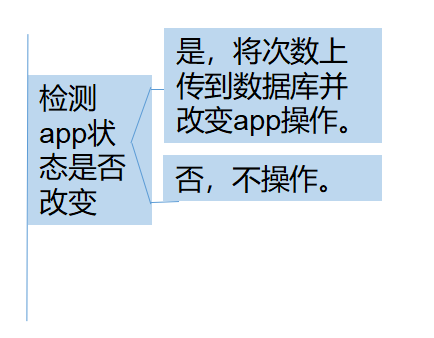 检测
app状
态是否
改变
是，将次数上
传到数据库并
改变app操作。
否，不操作。